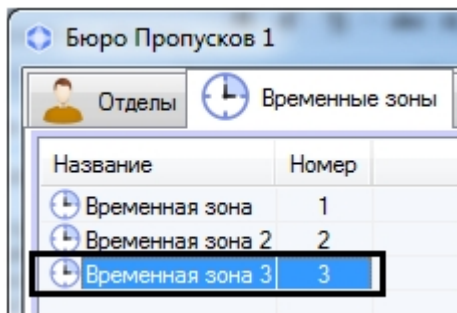 Бюро Пропусков 1
Отделы Временные зоны
Название Номер
Временная зона 1
Временная зона 2 2
Временная зона 3 3